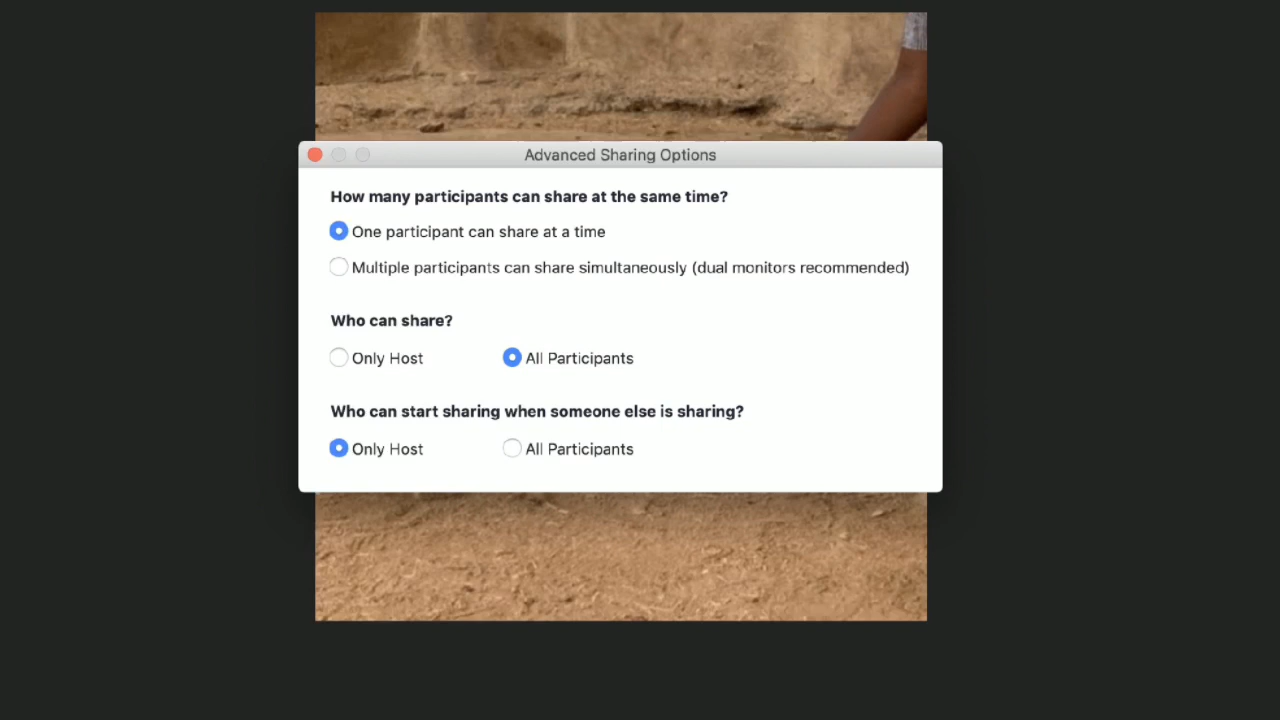 Advanced Sharing Options
How many participants can share at the same time?
One participant can share at a time
Multiple participants can share simultaneously (dual monitors recommended)
Who can share?
Only Host
All Participants
Who can start sharing when someone else is sharing?
Only Host
All Participants